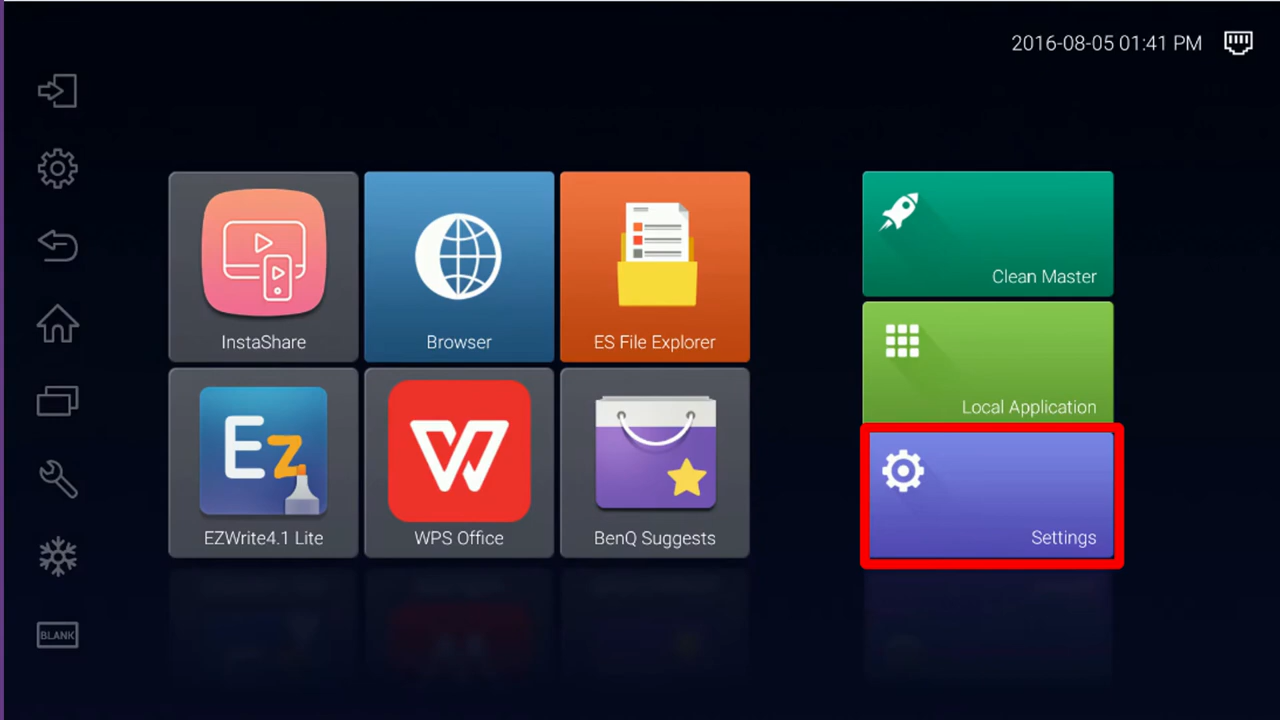 2016-08-05 01:41 PM
InstaShare
Browser
ES File Explorer
Clean Master
Local Application
Ez
EZWrite4.1 Lite
W
WPS Office
BenQ Suggests
Settings
BLANK